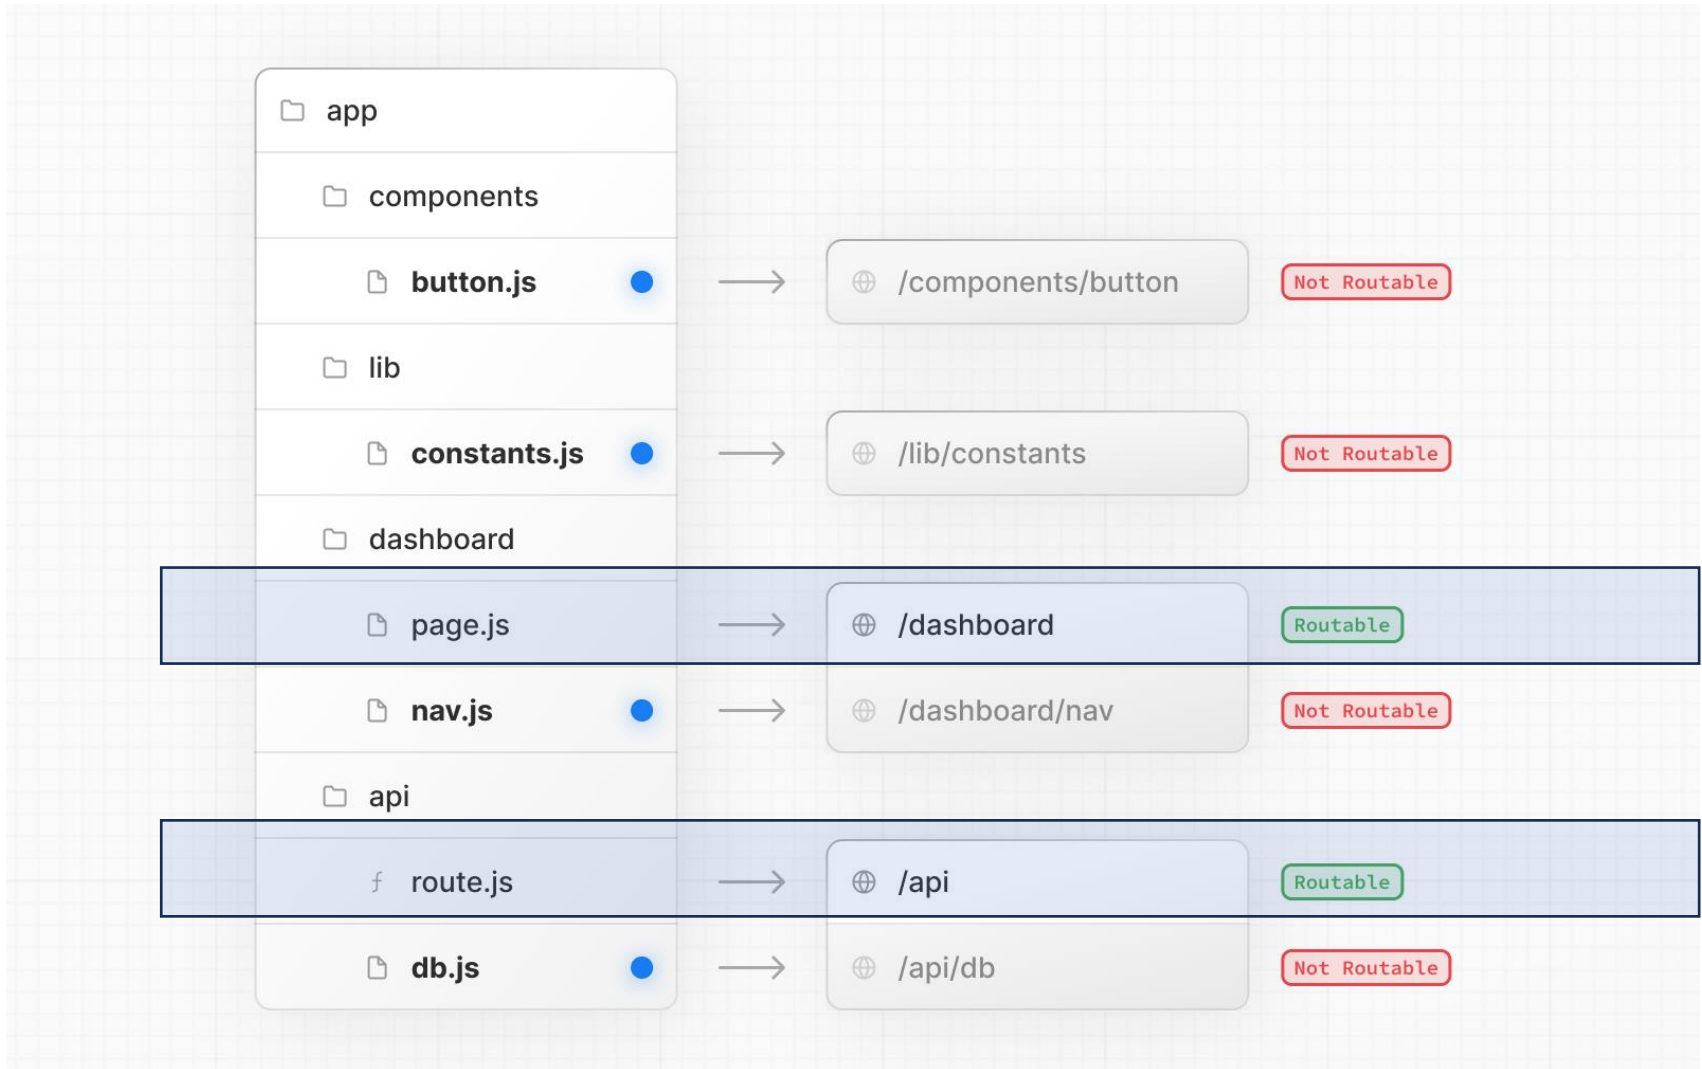 app
components
button.js /components/button Not Routable
lib
constants.js /lib/constants Not Routable
dashboard
page.js /dashboard Routable
nav.js /dashboard/nav Not Routable
api
route.js /api Routable
db.js /api/db Not Routable